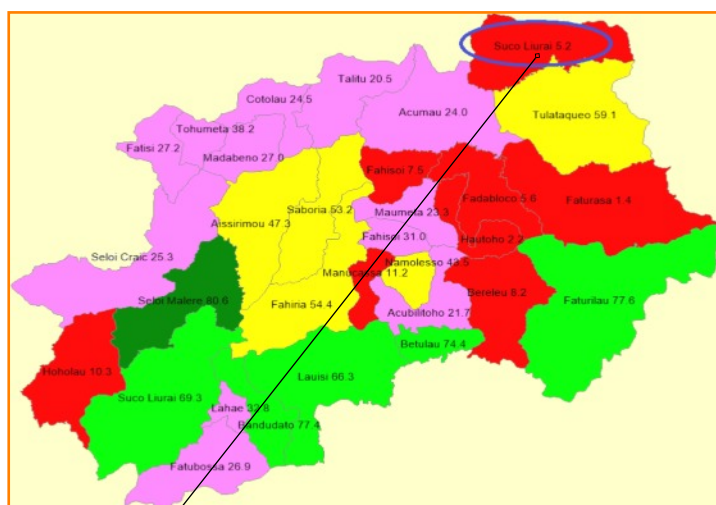 Suco Liurai 5.2
Talitu 20.5
Cotolau 24.5
Acumau 24.0
Tulataqueo 59.1
Tohumeta 38.2
Fatisi 27.2
Madabeno 27.0
Fahisoi 7.5
Fadabloco 5.6
Faturasa 1.4
Saboria 53.2
Maumeta 23.3
Aissirimou 47.3
Fahisoi 31.0
Hautoho 2.2
Seloi Craic 25.3
Namolesso 43.5
Manucassa 11.2
Bereleu 8.2
Faturilau 77.6
Seloi Malere 80.6
Fahiria 54.4
Acubilitoho 21.7
Betulau 74.4
Hoholau 10.3
Lauisi 66.3
Suco Liurai 69.3
Lahae 32.8
Bandudato 77.4
Fatubossa 26.9